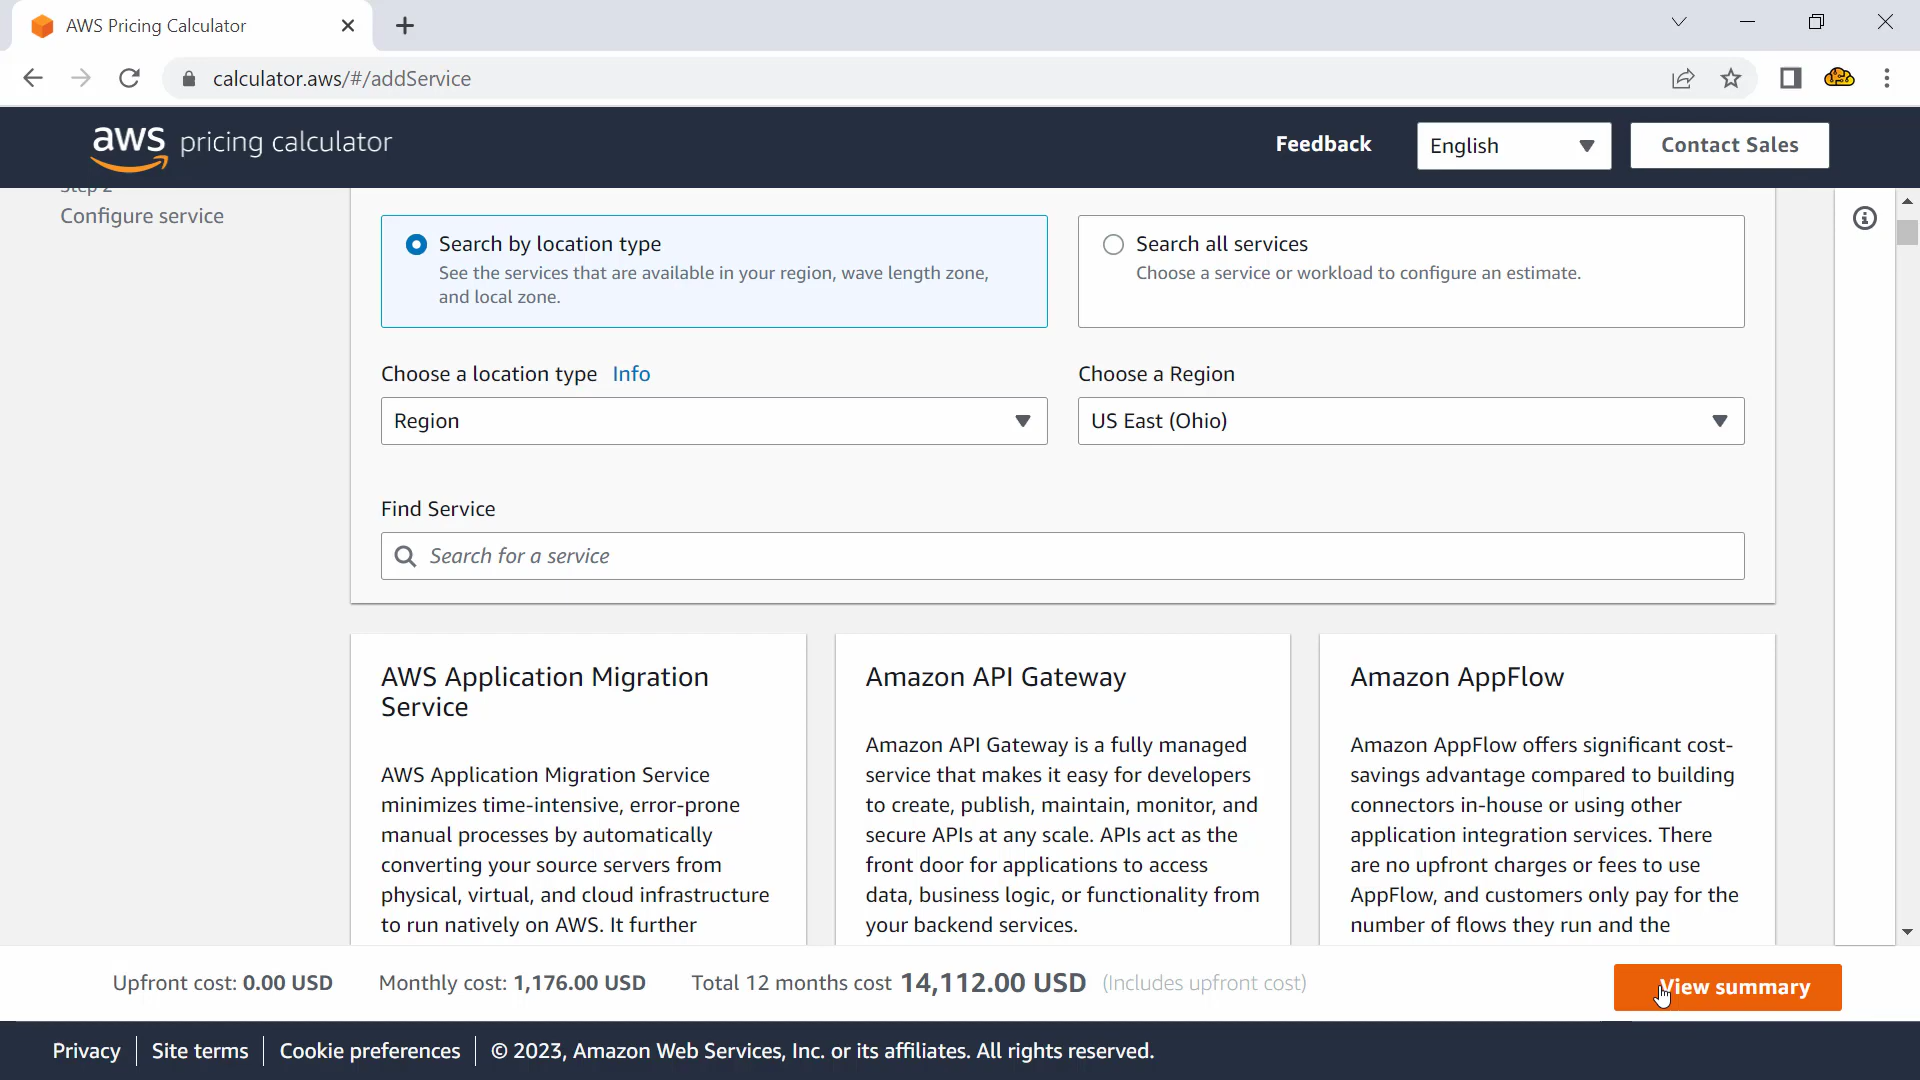 AWS Pricing Calculator
calculator.aws/#/addService
aws pricing calculator
Feedback
English
Contact Sales
Step 2
Configure service
Search by location type
See the services that are available in your region, wave length zone,
and local zone.
Search all services
Choose a service or workload to configure an estimate.
Choose a location type Info
Region
Choose a Region
US East (Ohio)
Find Service
Search for a service
AWS Application Migration
Service
AWS Application Migration Service
minimizes time-intensive, error-prone
manual processes by automatically
converting your source servers from
physical, virtual, and cloud infrastructure
to run natively on AWS. It further
Amazon API Gateway
Amazon API Gateway is a fully managed
service that makes it easy for developers
to create, publish, maintain, monitor, and
secure APIs at any scale. APIs act as the
front door for applications to access
data, business logic, or functionality from
your backend services.
Amazon AppFlow
Amazon AppFlow offers significant cost-
savings advantage compared to building
connectors in-house or using other
application integration services. There
are no upfront charges or fees to use
AppFlow, and customers only pay for the
number of flows they run and the
Upfront cost: 0.00 USD
Monthly cost: 1,176.00 USD
Total 12 months cost 14,112.00 USD (Includes upfront cost)
View summary
Privacy
Site terms
Cookie preferences
© 2023, Amazon Web Services, Inc. or its affiliates. All rights reserved.